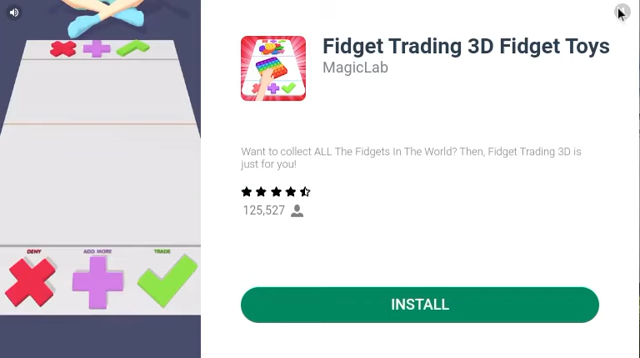 Fidget Trading 3D Fidget Toys
MagicLab
Want to collect ALL The Fidgets In The World? Then, Fidget Trading 3D is
just for you!
125,527
INSTALL
DENY
ADD MORE
TRADE